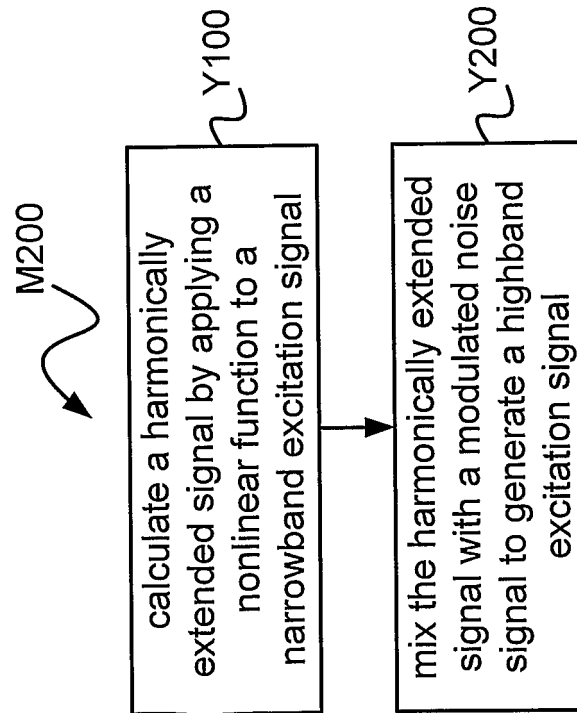 M200
calculate a harmonically
extended signal by applying a
nonlinear function to a
narrowband excitation signal
Y100
mix the harmonically extended
signal with a modulated noise
signal to generate a highband
excitation signal
Y200